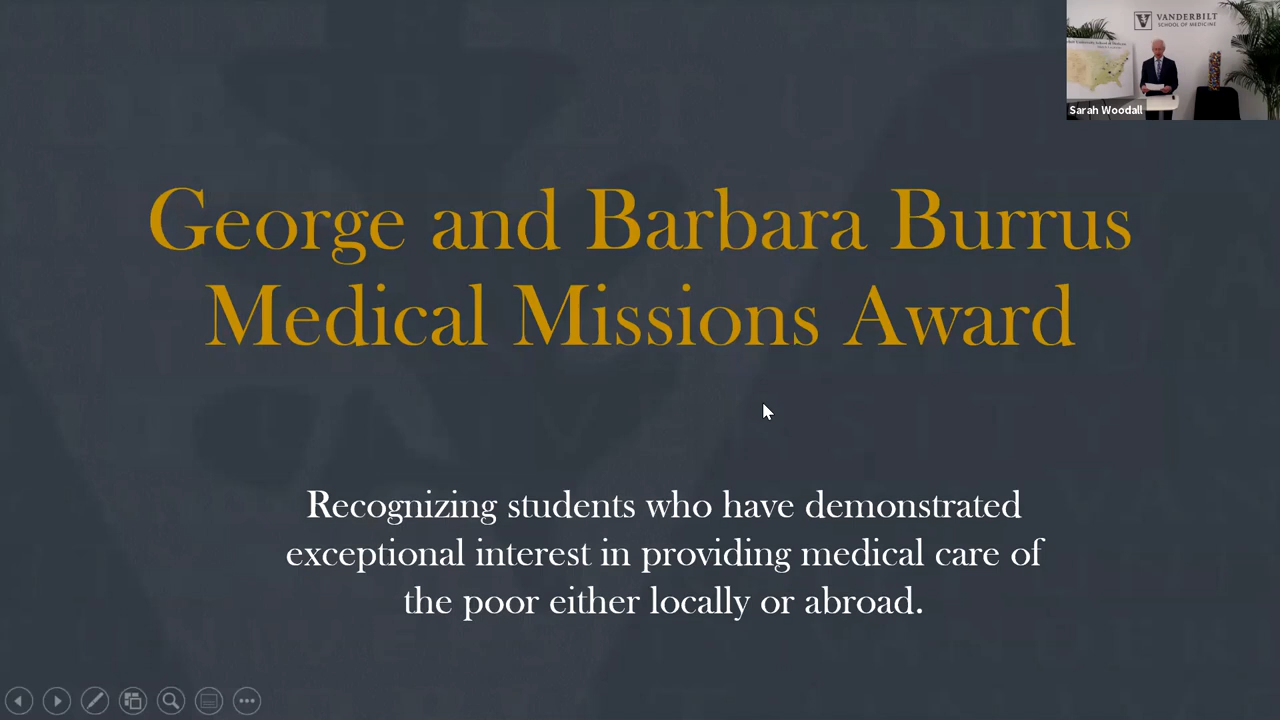 VANDERBILT
SCHOOL OF MEDICINE
Sarah Woodall
George and Barbara Burrus
Medical Missions Award
Recognizing students who have demonstrated
exceptional interest in providing medical care of
the poor either locally or abroad.